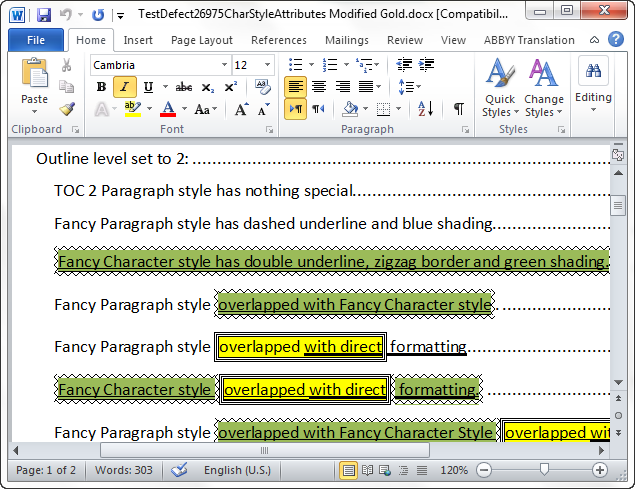 TestDefect26975CharStyleAttributes Modified Gold.docx [Compatibil...
File Home Insert Page Layout References Mailings Review View ABBYY Translation
Paste
Cambria 12
B I U abc x₂ x²
A ab A Aa A A
Quick Styles
Change Styles
Editing
Clipboard Font Paragraph Styles
Outline level set to 2: ......................................................
TOC 2 Paragraph style has nothing special......................................
Fancy Paragraph style has dashed underline and blue shading...................
Fancy Character style has double underline, zigzag border and green shading.
Fancy Paragraph style overlapped with Fancy Character style ...................
Fancy Paragraph style overlapped with direct formatting........................
Fancy Character style overlapped with direct formatting ......................
Fancy Paragraph style overlapped with Fancy Character Style overlapped wit
Page: 1 of 2 Words: 303 English (U.S.) 120%